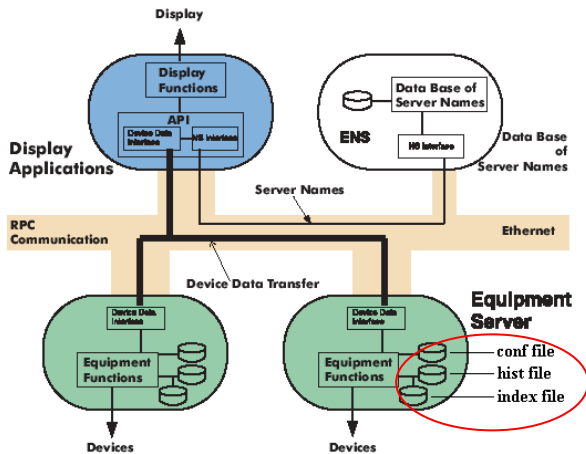 Display
Display
Functions
API
Device Data
Interface
NS Interface
Display
Applications
Data Base of
Server Names
ENS
NS Interface
Data Base
of
Server Names
Server Names
RPC
Communication
Ethernet
Device Data Transfer
Device Data
Interface
Equipment
Functions
Devices
Device Data
Interface
Equipment
Functions
Devices
Equipment
Server
conf file
hist file
index file